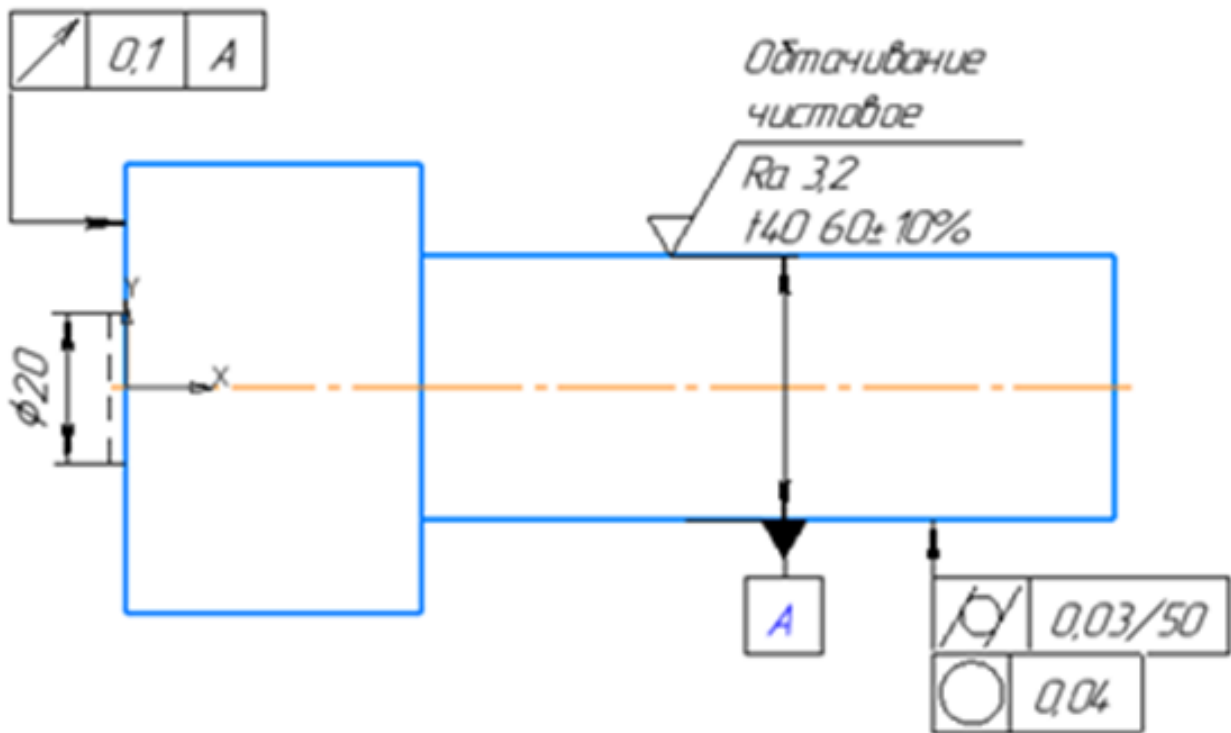 0,1 A
Обтачивание
чистовое
Ra 3,2
t40 60±10%
Y
X
ϕ20
A
0,03/50
0,04